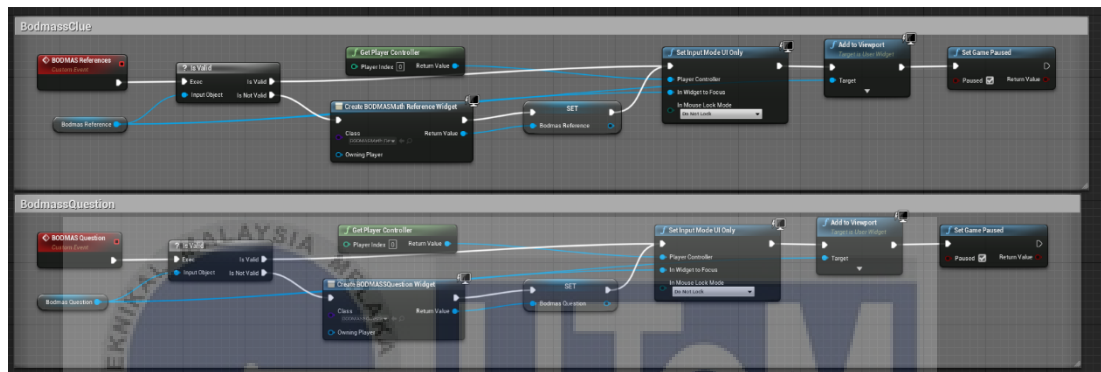 BodmassClue
BODMAS References
Custom Event
? Is Valid
Exec
Is Valid
Input Object
Is Not Valid
Bodmas Reference
f Get Player Controller
Player Index 0
Return Value
Create BODMASMath Reference Widget
Class
Return Value
Owning Player
SET
Bodmas Reference
f Set Input Mode UI Only
Player Controller
In Widget to Focus
In Mouse Lock Mode
Do Not Lock
f Add to Viewport
Target is User Widget
Target
f Set Game Paused
Paused
Return Value
BodmassQuestion
BODMAS Question
Custom Event
? Is Valid
Exec
Is Valid
Input Object
Is Not Valid
Bodmas Question
f Get Player Controller
Player Index 0
Return Value
Create BODMASSQuestion Widget
Class
Return Value
Owning Player
SET
Bodmas Question
f Set Input Mode UI Only
Player Controller
In Widget to Focus
In Mouse Lock Mode
Do Not Lock
f Add to Viewport
Target is User Widget
Target
f Set Game Paused
Paused
Return Value